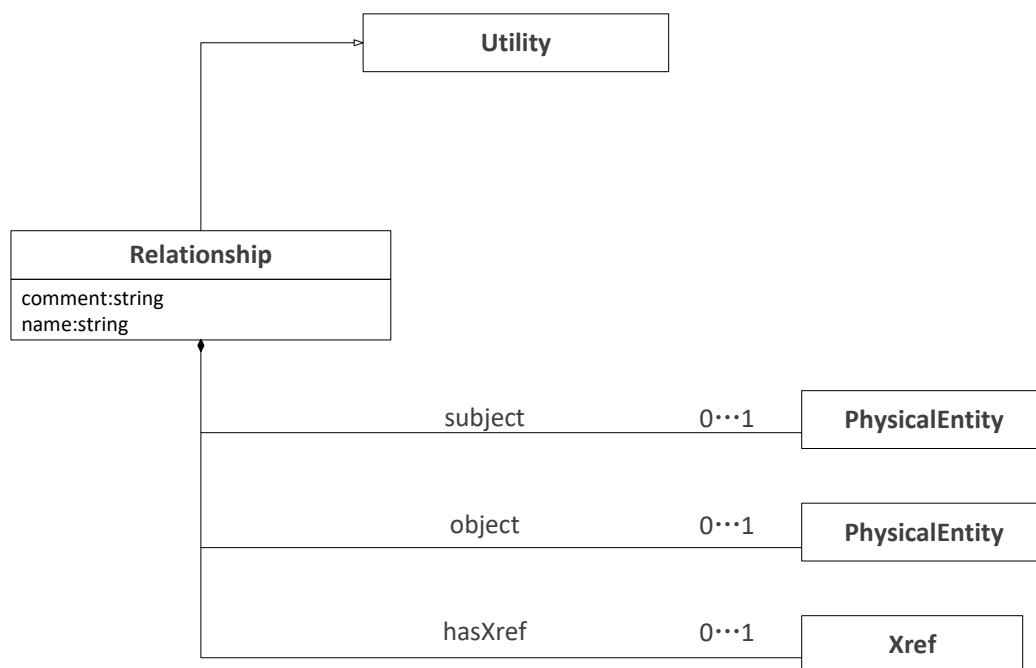 Utility
Relationship
comment:string
name:string
subject
0···1
PhysicalEntity
object
0···1
PhysicalEntity
hasXref
0···1
Xref